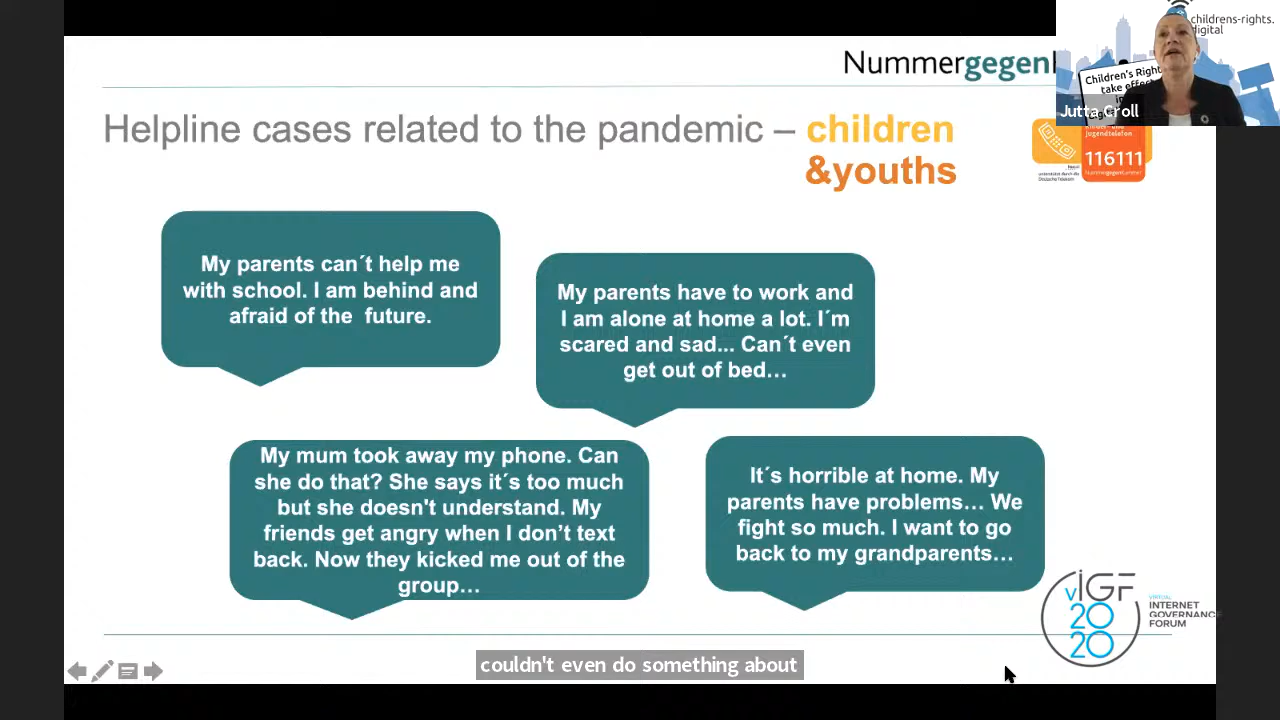 Nummergegen
childrens-rights.
digital
Children's Right
take effe
Jutta Croll
Helpline cases related to the pandemic – children
&youths
Jugendtelefon
116111
My parents can´t help me
with school. I am behind and
afraid of the  future.
My parents have to work and
I am alone at home a lot. I´m
scared and sad... Can´t even
get out of bed…
My mum took away my phone. Can
she do that? She says it´s too much
but she doesn't understand. My
friends get angry when I don’t text
back. Now they kicked me out of the
group…
It´s horrible at home. My
parents have problems… We
fight so much. I want to go
back to my grandparents…
vIGF
20
20
VIRTUAL
INTERNET
GOVERNANCE
FORUM
couldn't even do something about